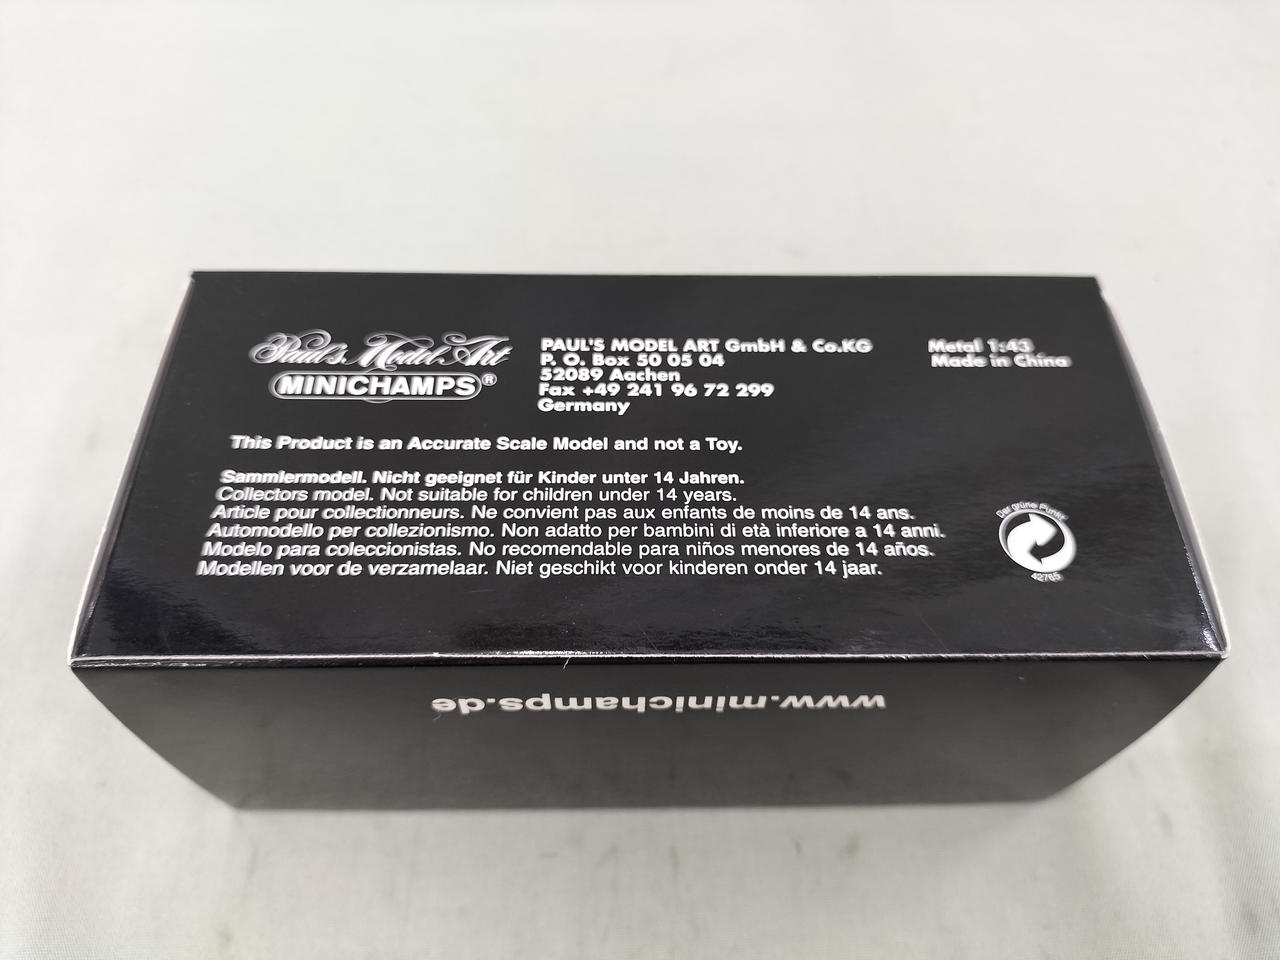 Paul's Model Art
MINICHAMPS®
PAUL'S MODEL ART GmbH & Co.KG
P. O. Box 50 05 04
52089 Aachen
Fax +49 241 96 72 299
Germany
Metal 1:43
Made in China
This Product is an Accurate Scale Model and not a Toy.
Sammlermodell. Nicht geeignet für Kinder unter 14 Jahren.
Collectors model. Not suitable for children under 14 years.
Article pour collectionneurs. Ne convient pas aux enfants de moins de 14 ans.
Automodello per collezionismo. Non adatto per bambini di età inferiore a 14 anni.
Modelo para coleccionistas. No recomendable para niños menores de 14 años.
Modellen voor de verzamelaar. Niet geschikt voor kinderen onder 14 jaar.
Der grüne Punkt
42765
www.minichamps.de